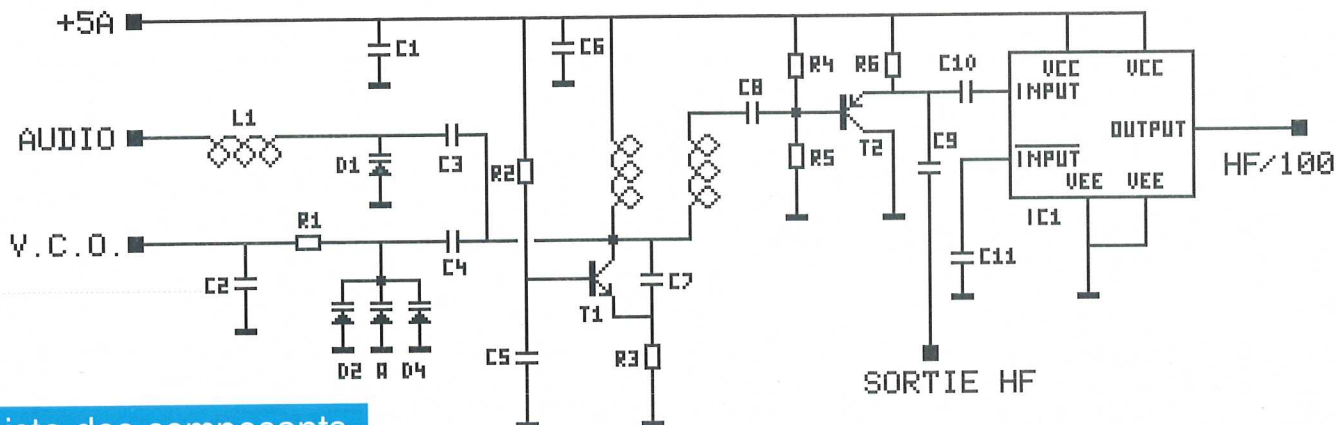 +5A
C1
C6
R4
R6
C10
VCC
VCC
INPUT
L1
C8
AUDIO
OUTPUT
D1
C3
R2
R5
T2
C9
INPUT
HF/100
VEE
VEE
R1
IC1
V.C.O.
C4
C2
C7
C11
T1
D2 A D4
C5
R3
SORTIE HF
liste des composants